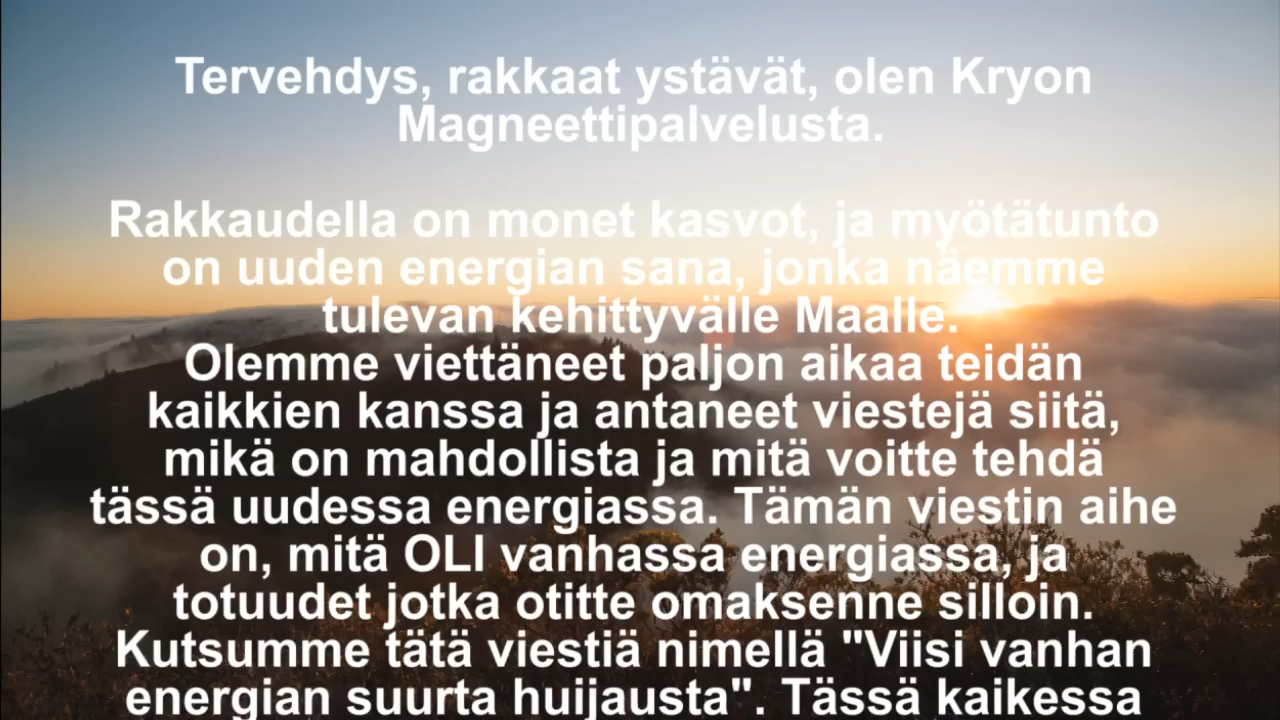 Tervehdys, rakkaat ystävät, olen Kryon
Magneettipalvelusta.
Rakkaudella on monet kasvot, ja myötätunto
on uuden energian sana, jonka näemme
tulevan kehittyvälle Maalle.
Olemme viettäneet paljon aikaa teidän
kaikkien kanssa ja antaneet viestejä siitä,
mikä on mahdollista ja mitä voitte tehdä
tässä uudessa energiassa. Tämän viestin aihe
on, mitä OLI vanhassa energiassa, ja
totuudet jotka otitte omaksenne silloin.
Kutsumme tätä viestiä nimellä "Viisi vanhan
energian suurta huijausta". Tässä kaikessa